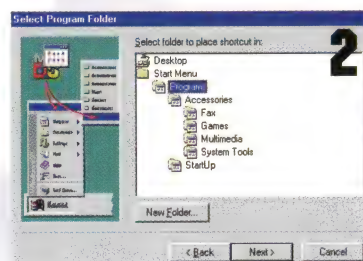 Select Program Folder
Select folder to place shortcut in:
2
Desktop
Start Menu
Programs
Accessories
Fax
Games
Multimedia
System Tools
StartUp
New Folder...
< Back
Next >
Cancel